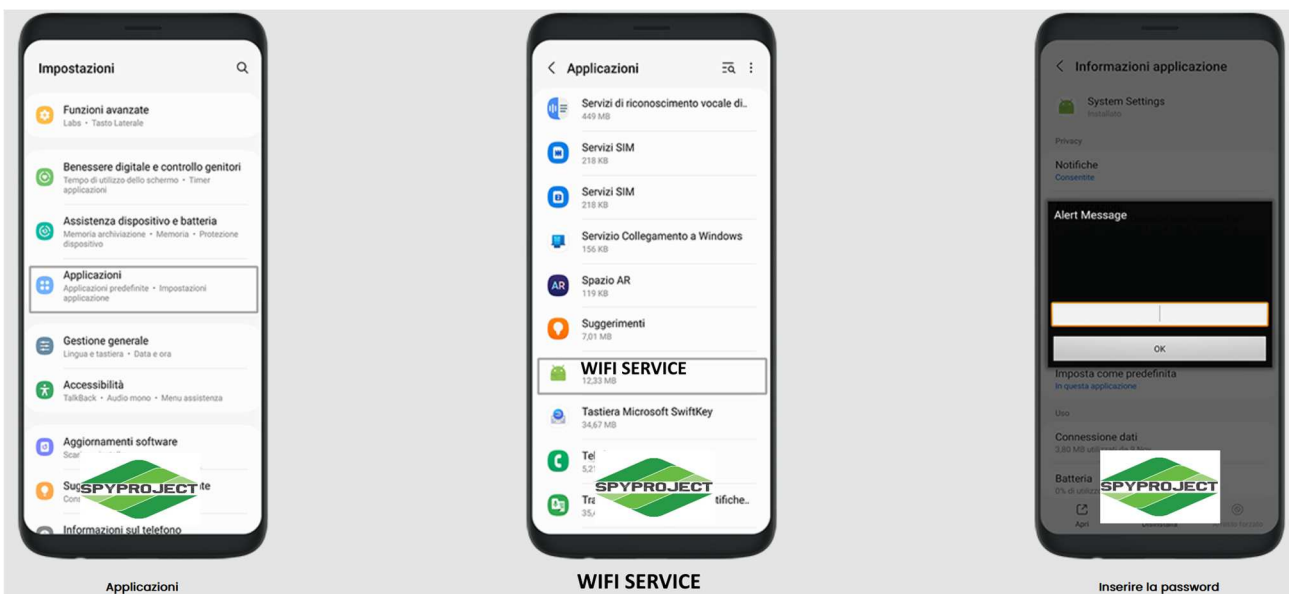 Impostazioni
Funzioni avanzate
Labs • Tasto Laterale
Benessere digitale e controllo genitori
Tempo di utilizzo dello schermo • Timer
applicazioni
Assistenza dispositivo e batteria
Memoria archiviazione • Memoria • Protezione
dispositivo
Applicazioni
Applicazioni predefinite • Impostazioni
applicazione
Gestione generale
Lingua e tastiera • Data e ora
Accessibilità
TalkBack • Audio mono • Menu assistenza
Aggiornamenti software
SPYPROJECT
Informazioni sul telefono
Applicazioni
Applicazioni
Servizi di riconoscimento vocale di..
449 MB
Servizi SIM
218 KB
Servizi SIM
218 KB
Servizio Collegamento a Windows
156 KB
AR
Spazio AR
119 KB
Suggerimenti
7,01 MB
WIFI SERVICE
12,33 MB
Tastiera Microsoft SwiftKey
34,67 MB
SPYPROJECT
tifiche..
WIFI SERVICE
Informazioni applicazione
System Settings
Installato
Privacy
Notifiche
Consentite
Alert Message
OK
Imposta come predefinita
In questa applicazione
Uso
Connessione dati
Batteria
SPYPROJECT
Apri
Inserire la password